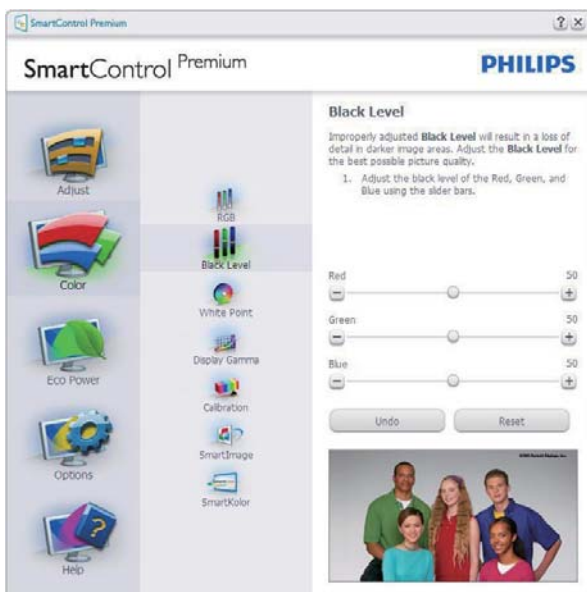 SmartControl Premium
SmartControl Premium
PHILIPS
Adjust
Color
Eco Power
Options
Help
RGB
Black Level
White Point
Display Gamma
Calibration
SmartImage
SmartKolor
Black Level
Improperly adjusted Black Level will result in a loss of
detail in darker image areas. Adjust the Black Level for
the best possible picture quality.
1. Adjust the black level of the Red, Green, and
Blue using the slider bars.
Red 50
Green 50
Blue 50
Undo Reset